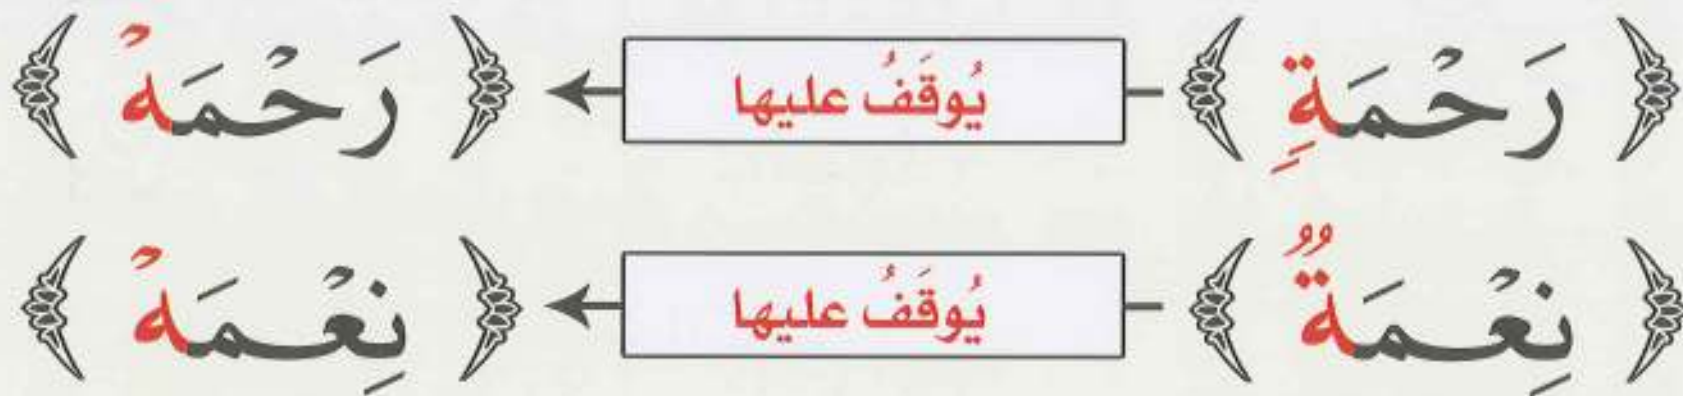 ﴿ رَحْمَةٍ ﴾ يُوقَفُ عليها ﴿ رَحْمَهْ ﴾
﴿ نِعْمَةٌ ﴾ يُوقَفُ عليها ﴿ نِعْمَهْ ﴾